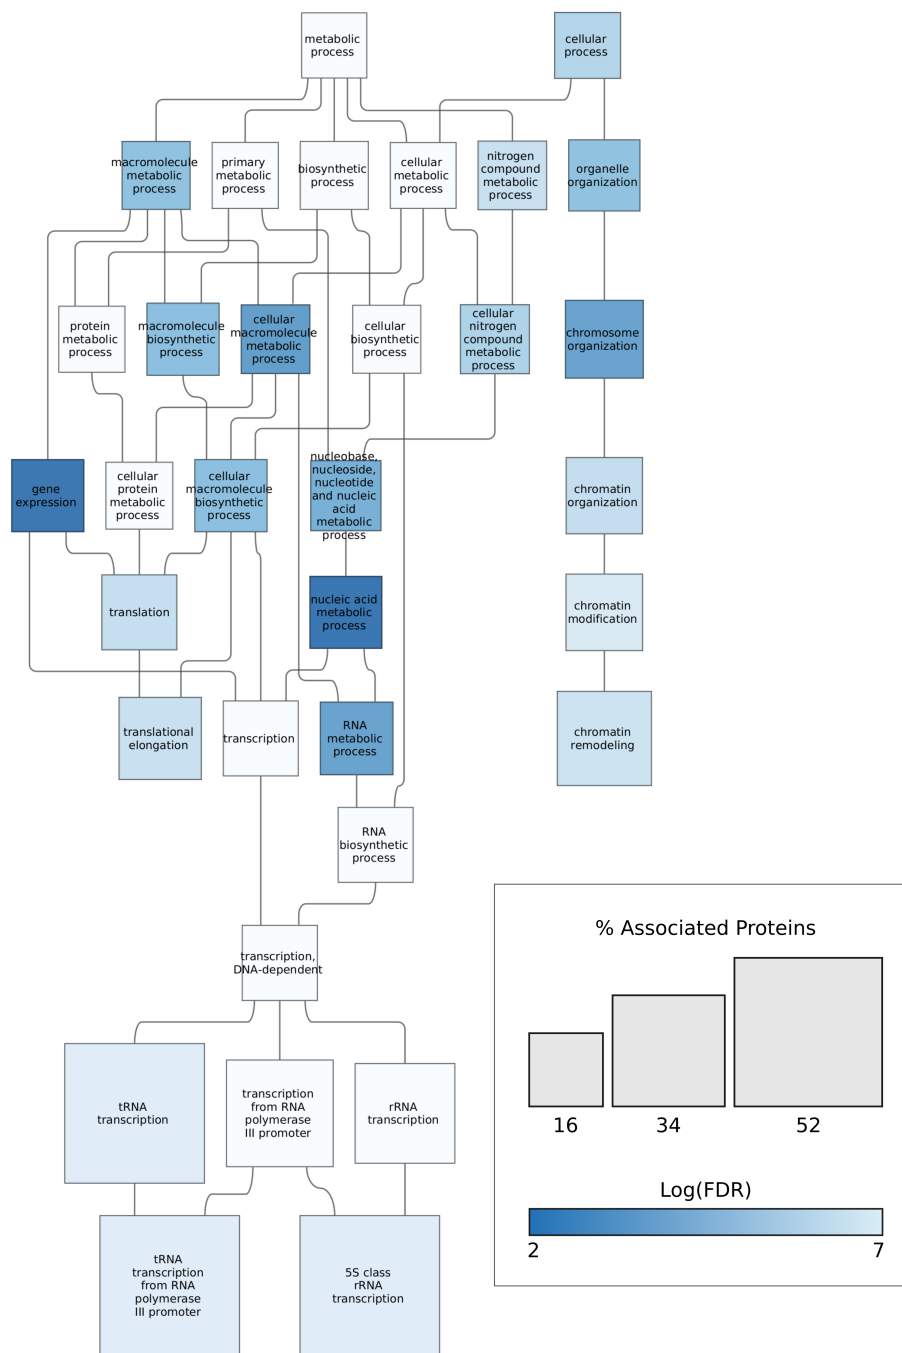 metabolic
process
cellular
process
macromolecule
metabolic
process
primary
metabolic
process
biosynthetic
process
cellular
metabolic
process
nitrogen
compound
metabolic
process
organelle
organization
protein
metabolic
process
macromolecule
biosynthetic
process
cellular
macromolecule
metabolic
process
cellular
biosynthetic
process
cellular
nitrogen
compound
metabolic
process
chromosome
organization
gene
expression
cellular
protein
metabolic
process
cellular
macromolecule
biosynthetic
process
nucleobase,
nucleoside,
nucleotide
and nucleic
acid
metabolic
process
chromatin
organization
translation
nucleic acid
metabolic
process
chromatin
modification
translational
elongation
transcription
RNA
metabolic
process
chromatin
remodeling
RNA
biosynthetic
process
transcription,
DNA-dependent
tRNA
transcription
transcription
from RNA
polymerase
III promoter
rRNA
transcription
tRNA
transcription
from RNA
polymerase
III promoter
5S class
rRNA
transcription
% Associated Proteins
16 34 52
Log(FDR)
2 7